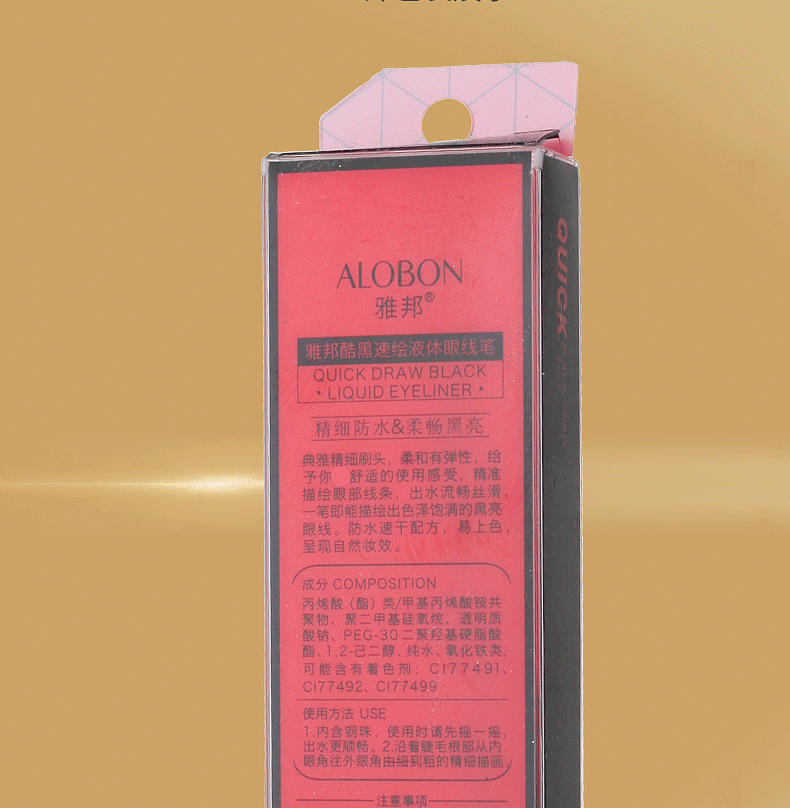 ALOBON
雅邦®
雅邦酷黑速绘液体眼线笔
QUICK DRAW BLACK
·LIQUID EYELINER·
精细防水&柔畅黑亮
典雅精细刷头，柔和有弹性，给
予你 舒适的使用感受，精准
描绘眼部线条，出水流畅丝滑，
一笔即能描绘出色泽饱满的黑亮
眼线。防水速干配方，易上色，
呈现自然妆效。
成分 COMPOSITION
丙烯酸（酯）类/甲基丙烯酸铵共
聚物、聚二甲基硅氧烷、透明质
酸钠、PEG-30二聚羟基硬脂酸
酯、1,2-己二醇、纯水、氧化铁类、
可能含有着色剂：CI77491、
CI77492、CI77499
使用方法 USE
1.内含钢珠，使用时请先摇一摇，
出水更顺畅。2.沿着睫毛根部从内
眼角往外眼角由细到粗的精细描画。
注意事项
QUICK